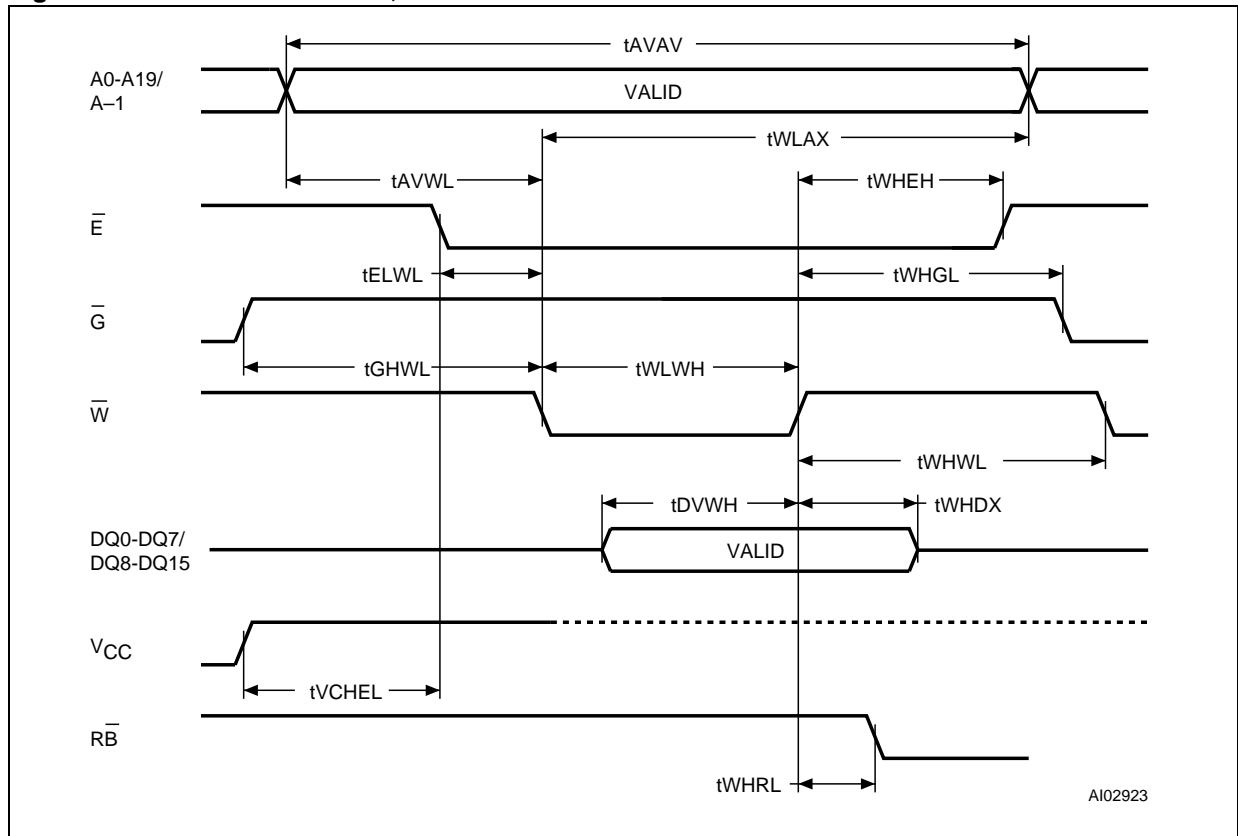 tAVAV
A0-A19/
A–1
VALID
tWLAX
tAVWL
tWHEH
E̅
tELWL
tWHGL
G̅
tGHWL
tWLWH
W̅
tWHWL
tDVWH
tWHDX
DQ0-DQ7/
DQ8-DQ15
VALID
VCC
tVCHEL
RB̅
tWHRL
AI02923